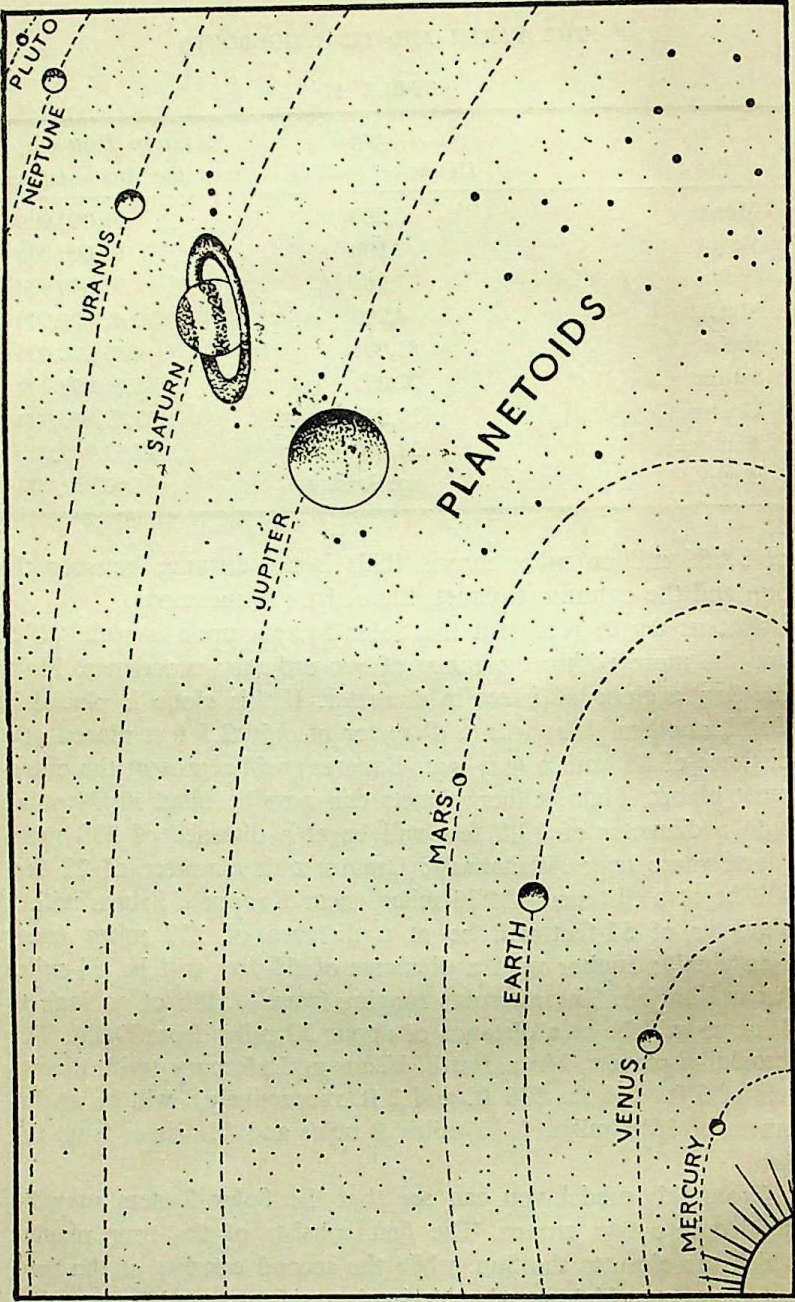 PLUTO
NEPTUNE
URANUS
SATURN
JUPITER
PLANETOIDS
MARS
EARTH
VENUS
MERCURY